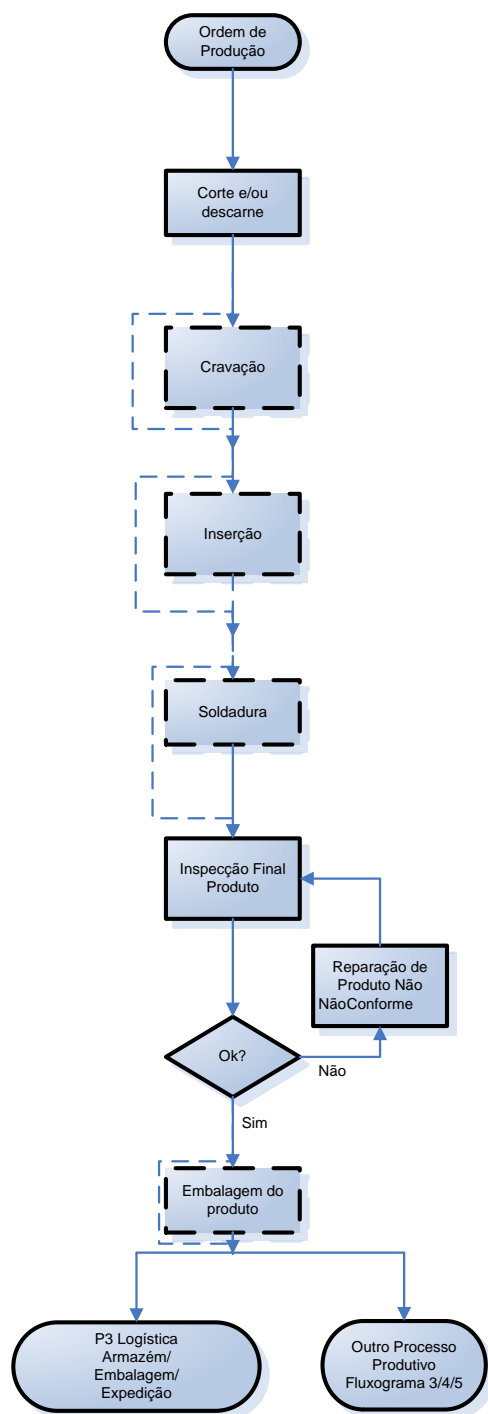 Ordem de
Produção
Corte e/ou
descarne
Cravação
Inserção
Soldadura
Inspecção Final
Produto
Reparação de
Produto Não
NãoConforme
Ok?
Não
Sim
Embalagem do
produto
P3 Logística
Armazém/
Embalagem/
Expedição
Outro Processo
Produtivo
Fluxograma 3/4/5